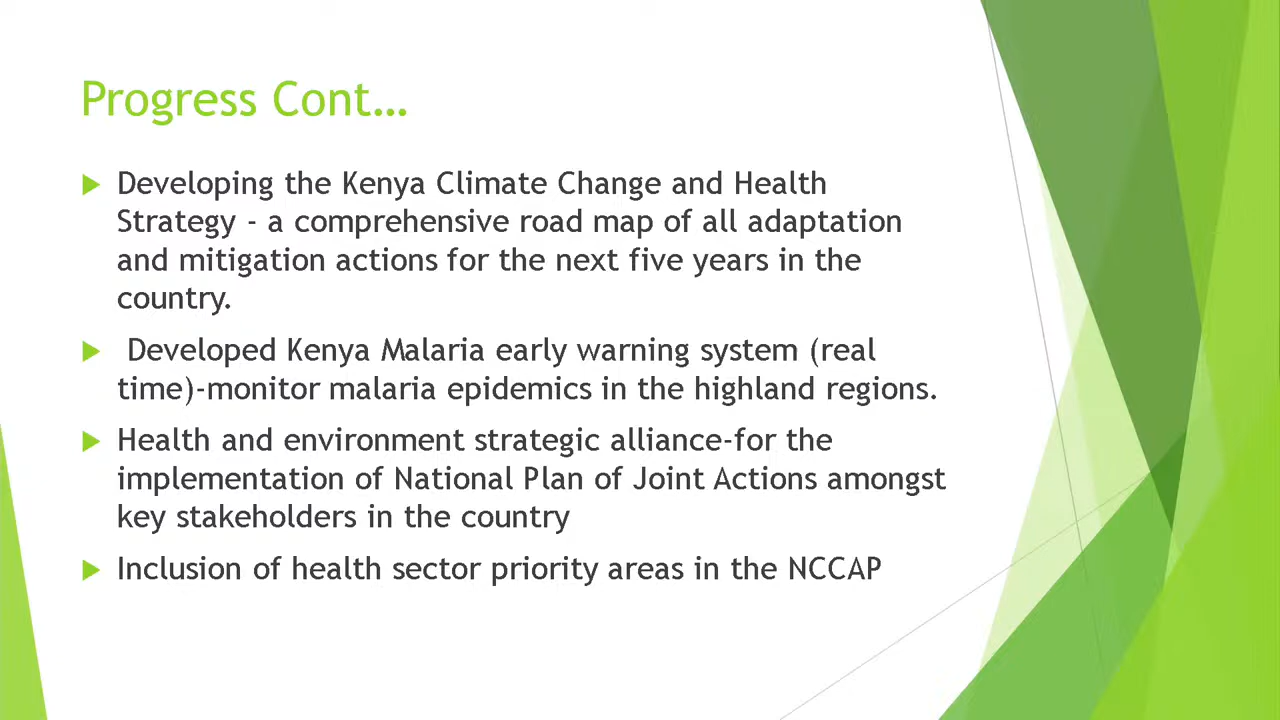 Progress Cont…
Developing the Kenya Climate Change and Health
Strategy - a comprehensive road map of all adaptation
and mitigation actions for the next five years in the
country.
Developed Kenya Malaria early warning system (real
time)-monitor malaria epidemics in the highland regions.
Health and environment strategic alliance-for the
implementation of National Plan of Joint Actions amongst
key stakeholders in the country
Inclusion of health sector priority areas in the NCCAP